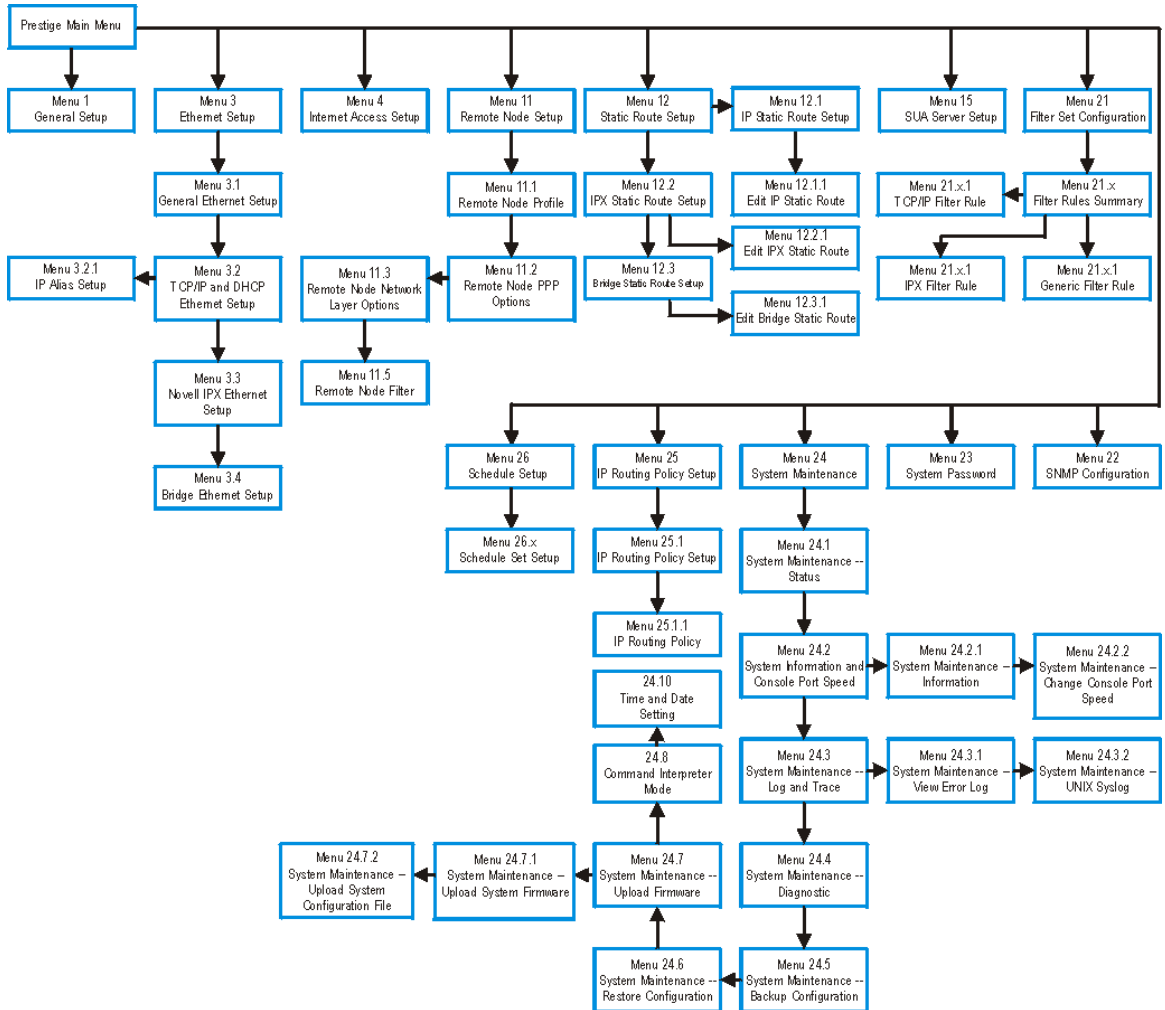 Prestige Main Menu
Menu 1
General Setup
Menu 3
Ethernet Setup
Menu 4
Internet Access Setup
Menu 11
Remote Node Setup
Menu 12
Static Route Setup
Menu 12.1
IP Static Route Setup
Menu 15
SUA Server Setup
Menu 21
Filter Set Configuration
Menu 3.1
General Ethernet Setup
Menu 11.1
Remote Node Profile
Menu 12.2
IPX Static Route Setup
Menu 12.1.1
Edit IP Static Route
Menu 21.x.1
TCP/IP Filter Rule
Menu 21.x
Filter Rules Summary
Menu 12.2.1
Edit IPX Static Route
Menu 3.2.1
IP Alias Setup
Menu 3.2
TCP/IP and DHCP
Ethernet Setup
Menu 11.3
Remote Node Network
Layer Options
Menu 11.2
Remote Node PPP
Options
Menu 12.3
Bridge Static Route Setup
Menu 21.x.1
IPX Filter Rule
Menu 21.x.1
Generic Filter Rule
Menu 12.3.1
Edit Bridge Static Route
Menu 3.3
Novell IPX Ethernet
Setup
Menu 11.5
Remote Node Filter
Menu 3.4
Bridge Ethernet Setup
Menu 26
Schedule Setup
Menu 25
IP Routing Policy Setup
Menu 24
System Maintenance
Menu 23
System Password
Menu 22
SNMP Configuration
Menu 26.x
Schedule Set Setup
Menu 25.1
IP Routing Policy Setup
Menu 24.1
System Maintenance --
Status
Menu 25.1.1
IP Routing Policy
Menu 24.2
System Information and
Console Port Speed
Menu 24.2.1
System Maintenance --
Information
Menu 24.2.2
System Maintenance --
Change Console Port
Speed
24.10
Time and Date
Setting
24.8
Command Interpreter
Mode
Menu 24.3
System Maintenance --
Log and Trace
Menu 24.3.1
System Maintenance --
View Error Log
Menu 24.3.2
System Maintenance --
UNIX Syslog
Menu 24.7.2
System Maintenance --
Upload System
Configuration File
Menu 24.7.1
System Maintenance --
Upload System Firmware
Menu 24.7
System Maintenance --
Upload Firmware
Menu 24.4
System Maintenance --
Diagnostic
Menu 24.6
System Maintenance --
Restore Configuration
Menu 24.5
System Maintenance --
Backup Configuration